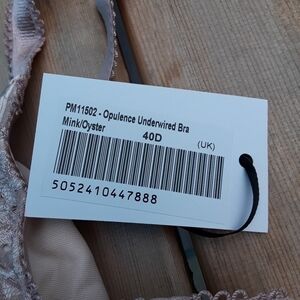 PM11502 - Opulence Underwired Bra
Mink/Oyster 40D (UK)
5052410447888